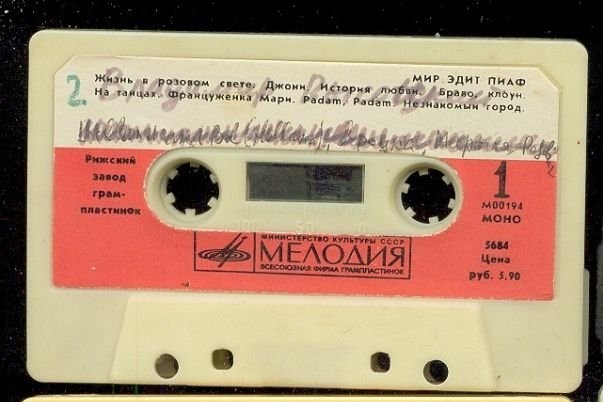 МИР ЭДИТ ПИАФ
2.
Жизнь в розовом свете. Джонни. История любви. Браво, клоун.
На танцах. Француженка Мари. Padam, Padam. Незнакомый город.
Рижский
завод
грам-
пластинок
1
М00194
МОНО
5684
Цена
руб. 5.90
МИНИСТЕРСТВО КУЛЬТУРЫ СССР
МЕЛОДИЯ
ВСЕСОЮЗНАЯ ФИРМА ГРАМПЛАСТИНОК